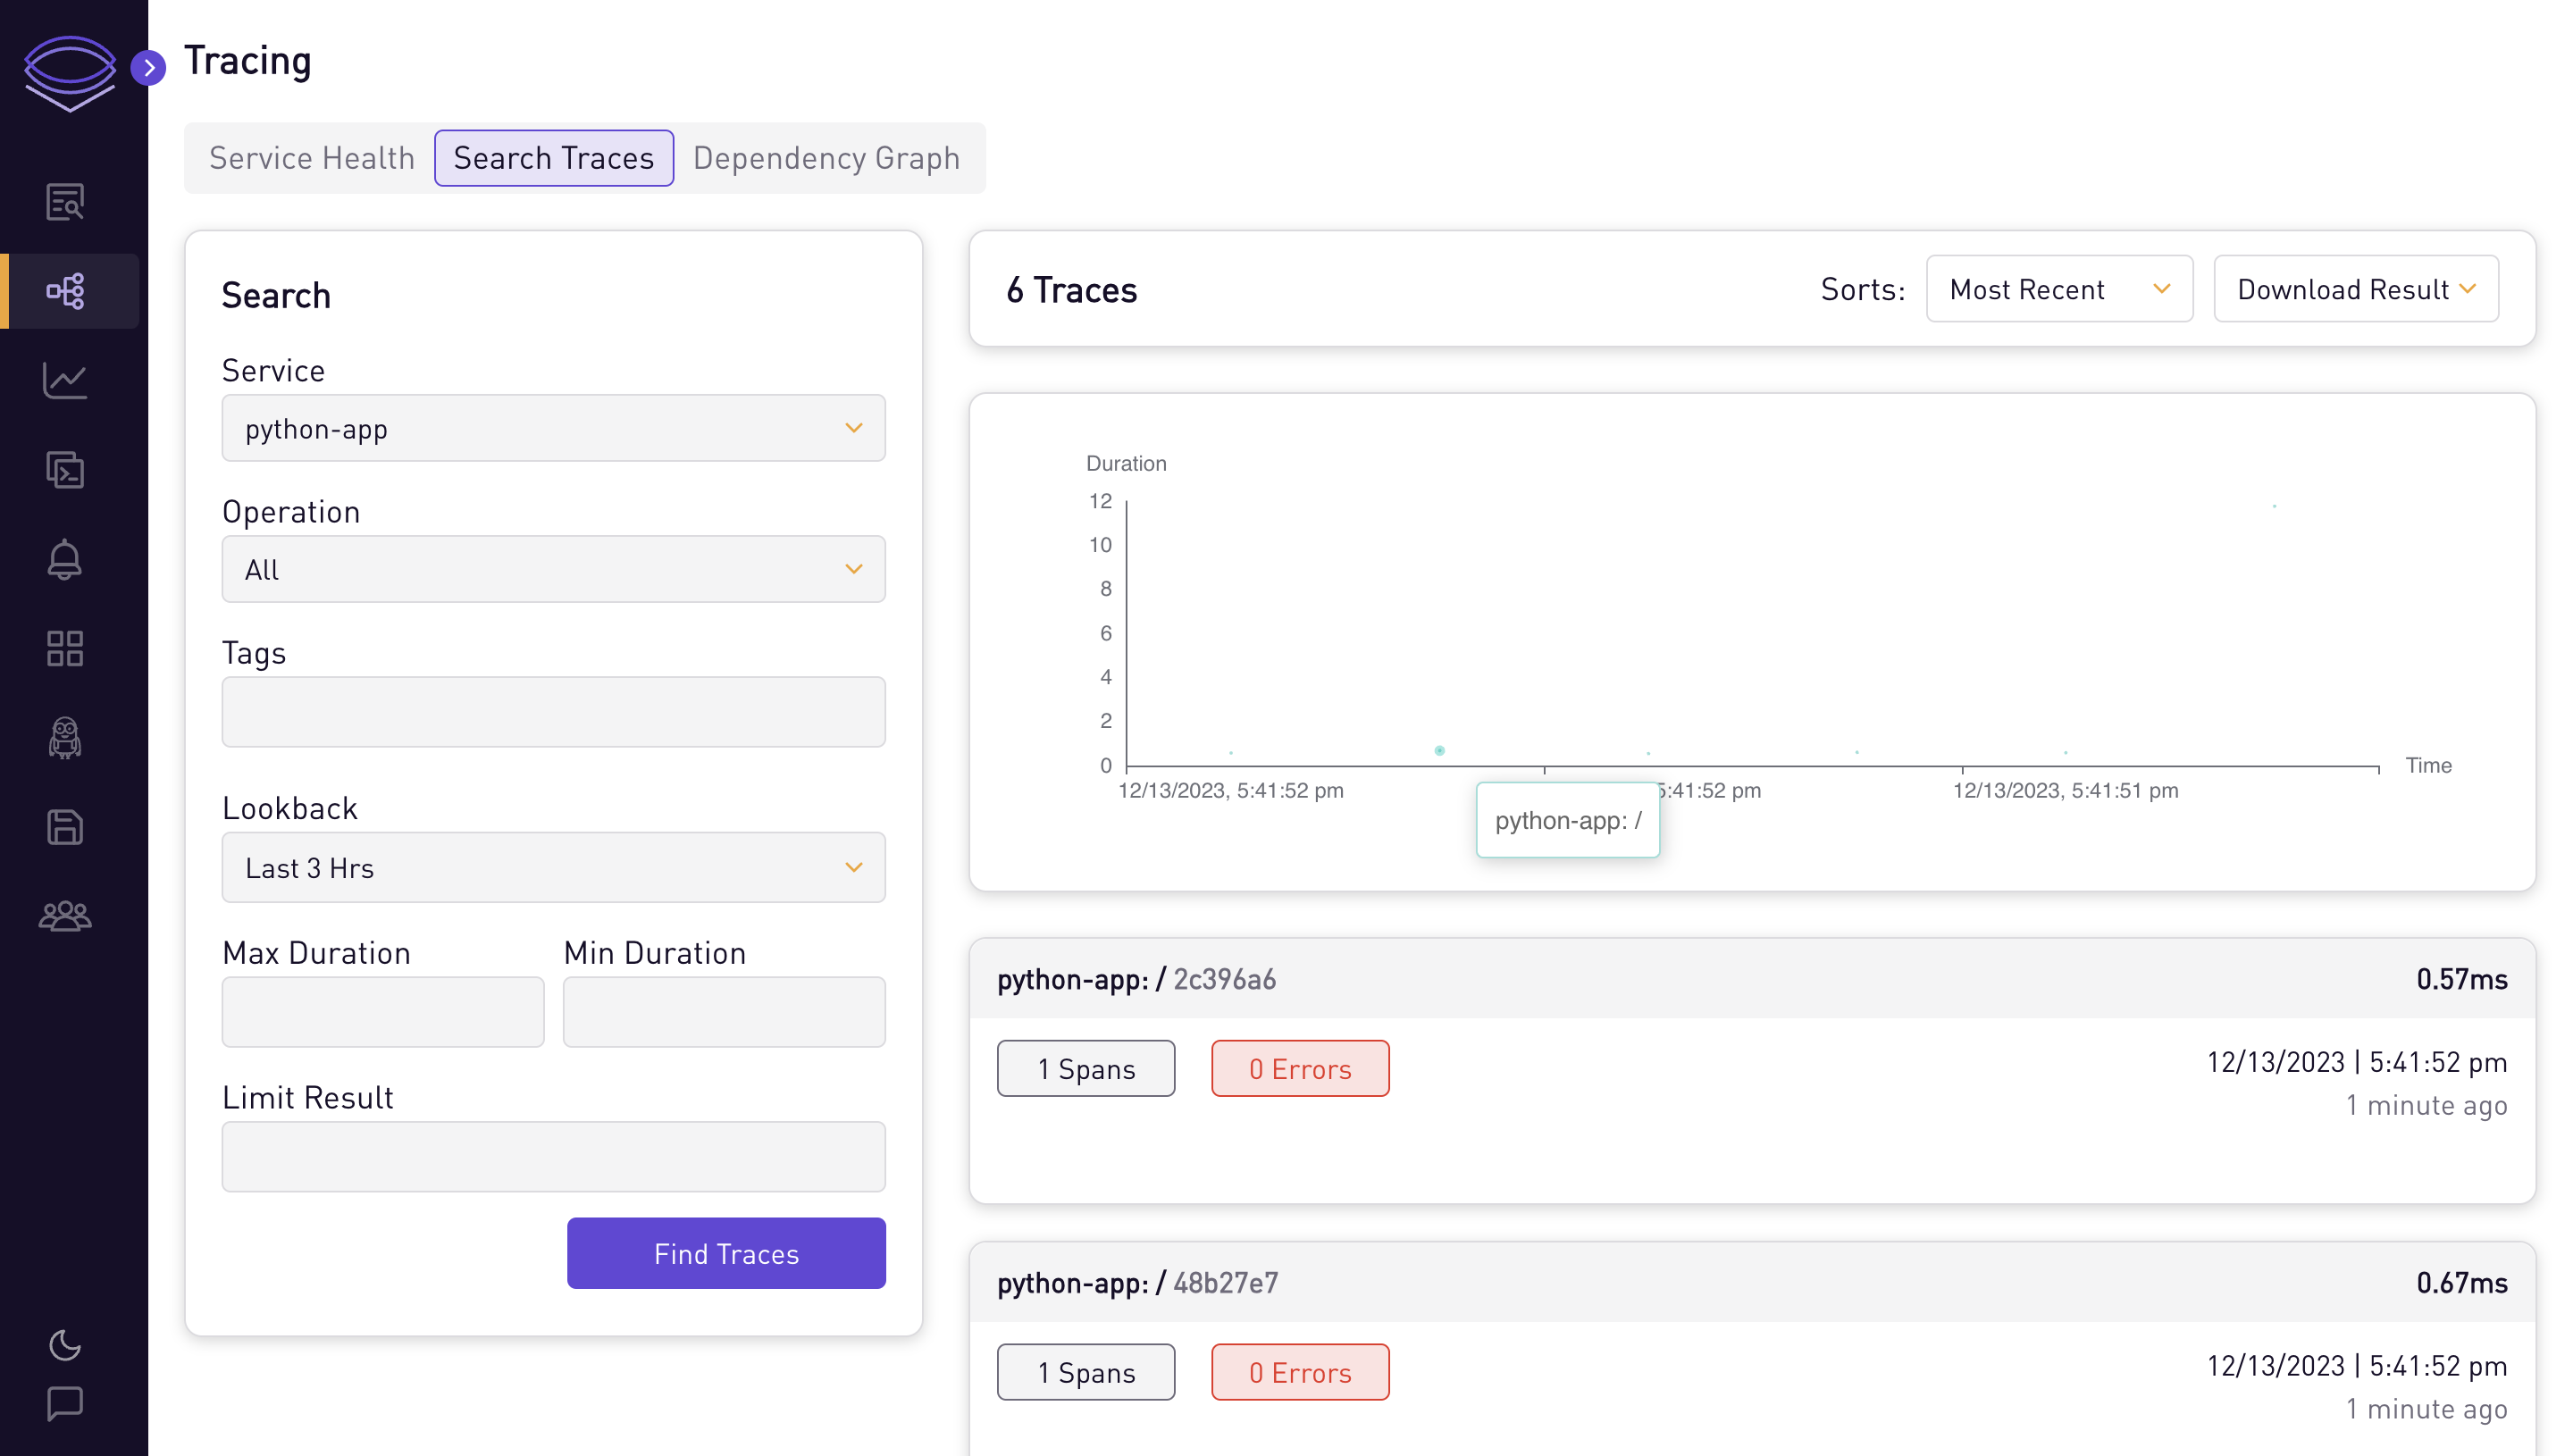 Tracing
Service Health
Search Traces
Dependency Graph
Search
Service
python-app
Operation
All
Tags
Lookback
Last 3 Hrs
Max Duration
Min Duration
Limit Result
Find Traces
6 Traces
Sorts:
Most Recent
Download Result
Duration
12
10
8
6
4
2
0
Time
12/13/2023, 5:41:52 pm
5:41:52 pm
12/13/2023, 5:41:51 pm
python-app: /
python-app: / 2c396a6
0.57ms
1 Spans
0 Errors
12/13/2023 | 5:41:52 pm
1 minute ago
python-app: / 48b27e7
0.67ms
1 Spans
0 Errors
12/13/2023 | 5:41:52 pm
1 minute ago